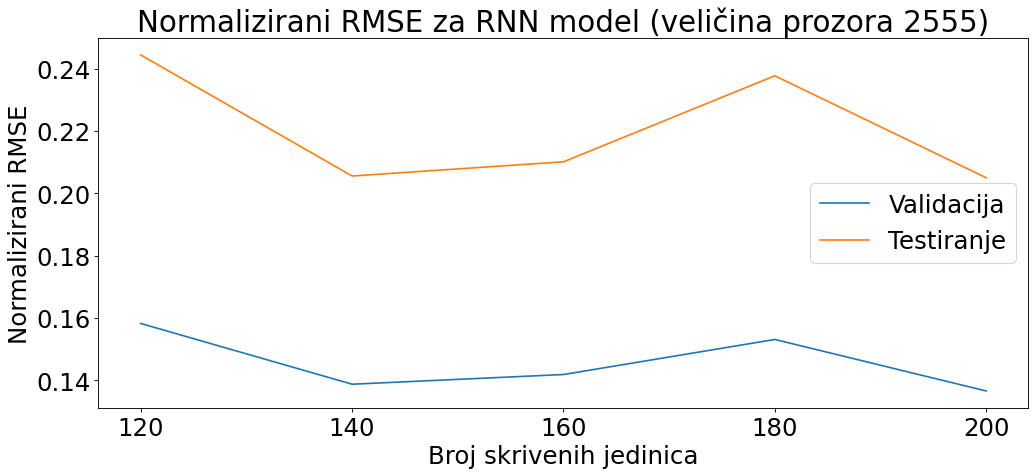 Normalizirani RMSE za RNN model (veličina prozora 2555)
Normalizirani RMSE
0.24
0.22
0.20
0.18
0.16
0.14
Validacija
Testiranje
120 140 160 180 200
Broj skrivenih jedinica